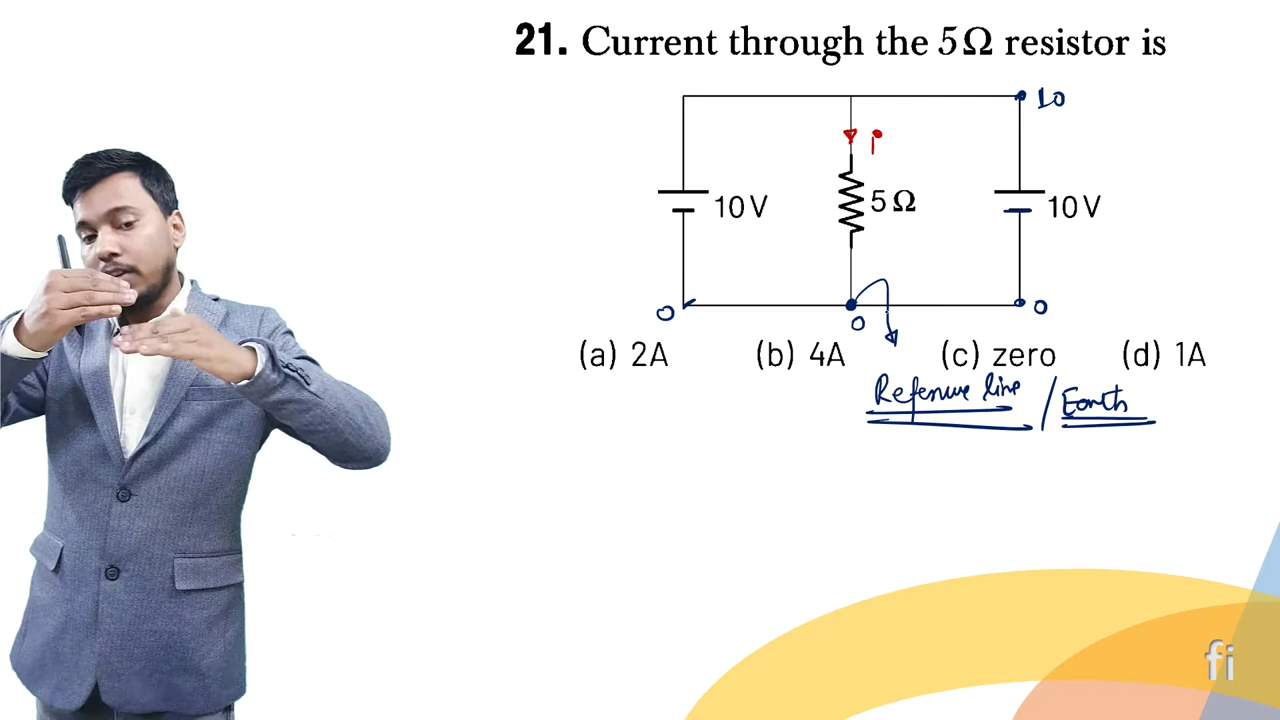 21. Current through the 5Ω resistor is
10
i
10V
5Ω
10V
0
0
0
(a) 2A (b) 4A (c) zero (d) 1A
Refernue line / Earth
fi